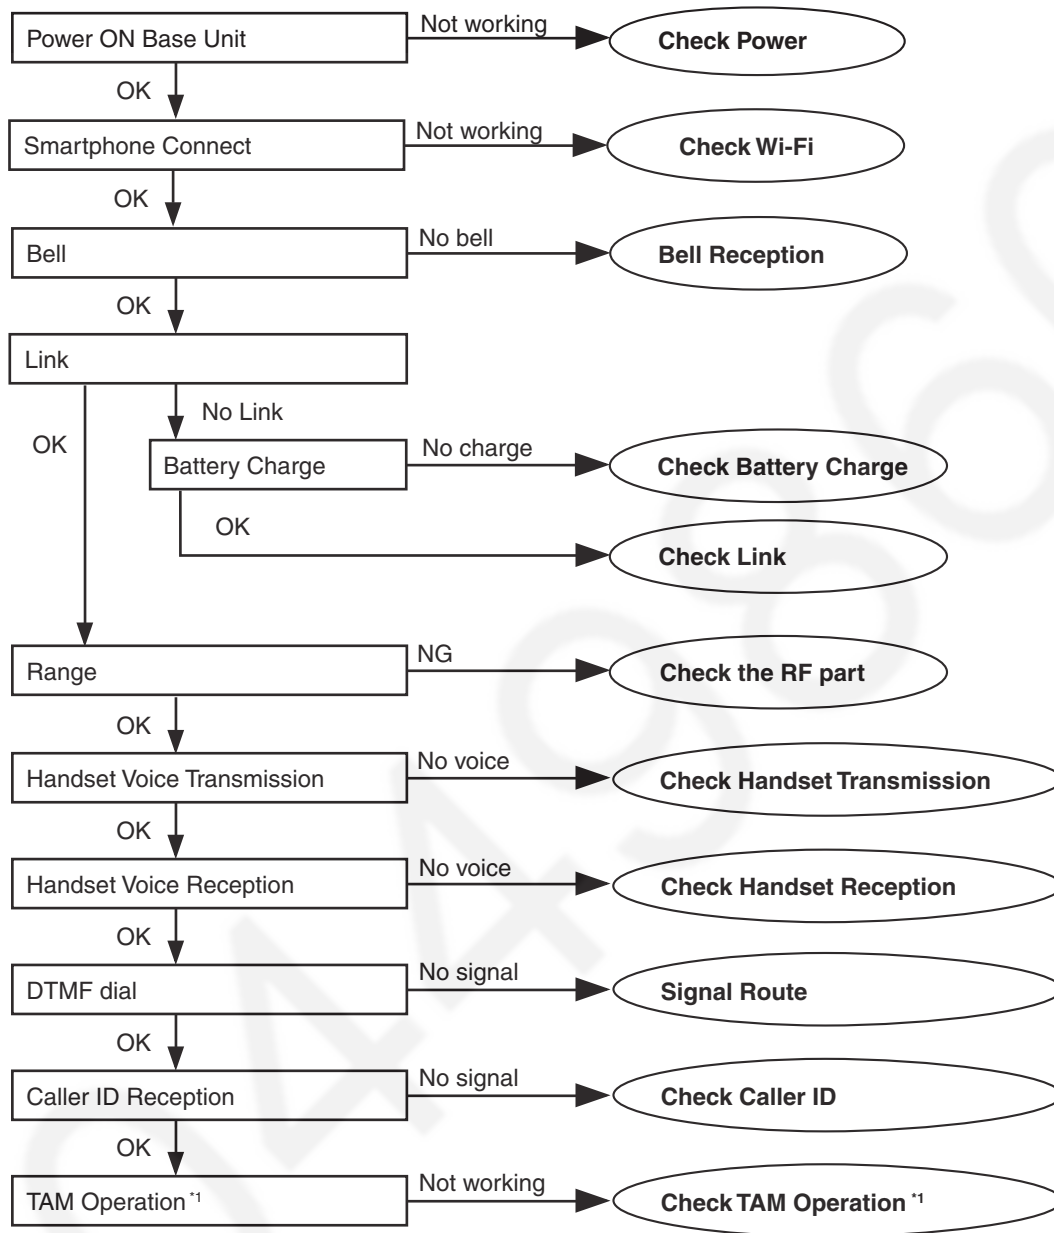 Power ON Base Unit
Not working
Check Power
OK
Smartphone Connect
Not working
Check Wi-Fi
OK
Bell
No bell
Bell Reception
OK
Link
No Link
OK
Battery Charge
No charge
Check Battery Charge
OK
Check Link
Range
NG
Check the RF part
OK
Handset Voice Transmission
No voice
Check Handset Transmission
OK
Handset Voice Reception
No voice
Check Handset Reception
OK
DTMF dial
No signal
Signal Route
OK
Caller ID Reception
No signal
Check Caller ID
OK
TAM Operation *1
Not working
Check TAM Operation *1